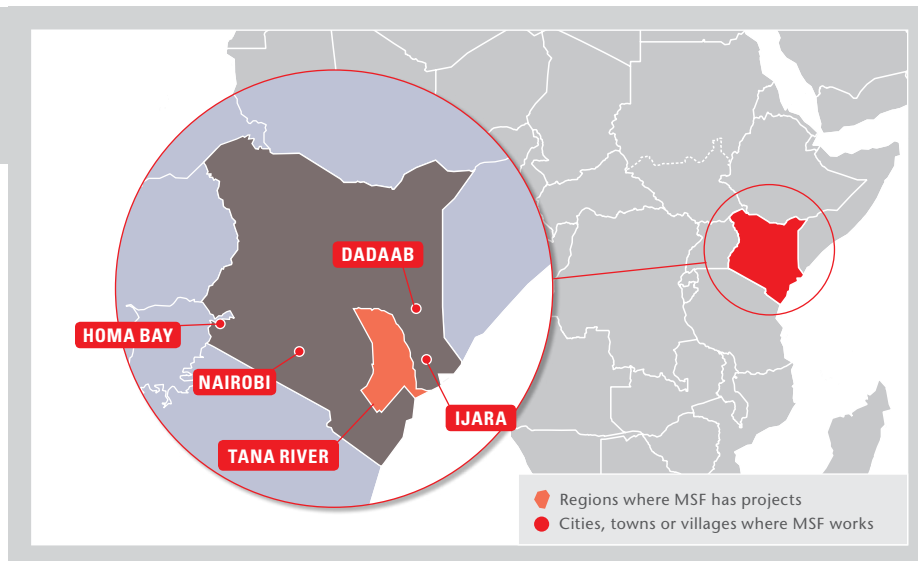 DADAAB
HOMA BAY
NAIROBI
IJARA
TANA RIVER
Regions where MSF has projects
Cities, towns or villages where MSF works